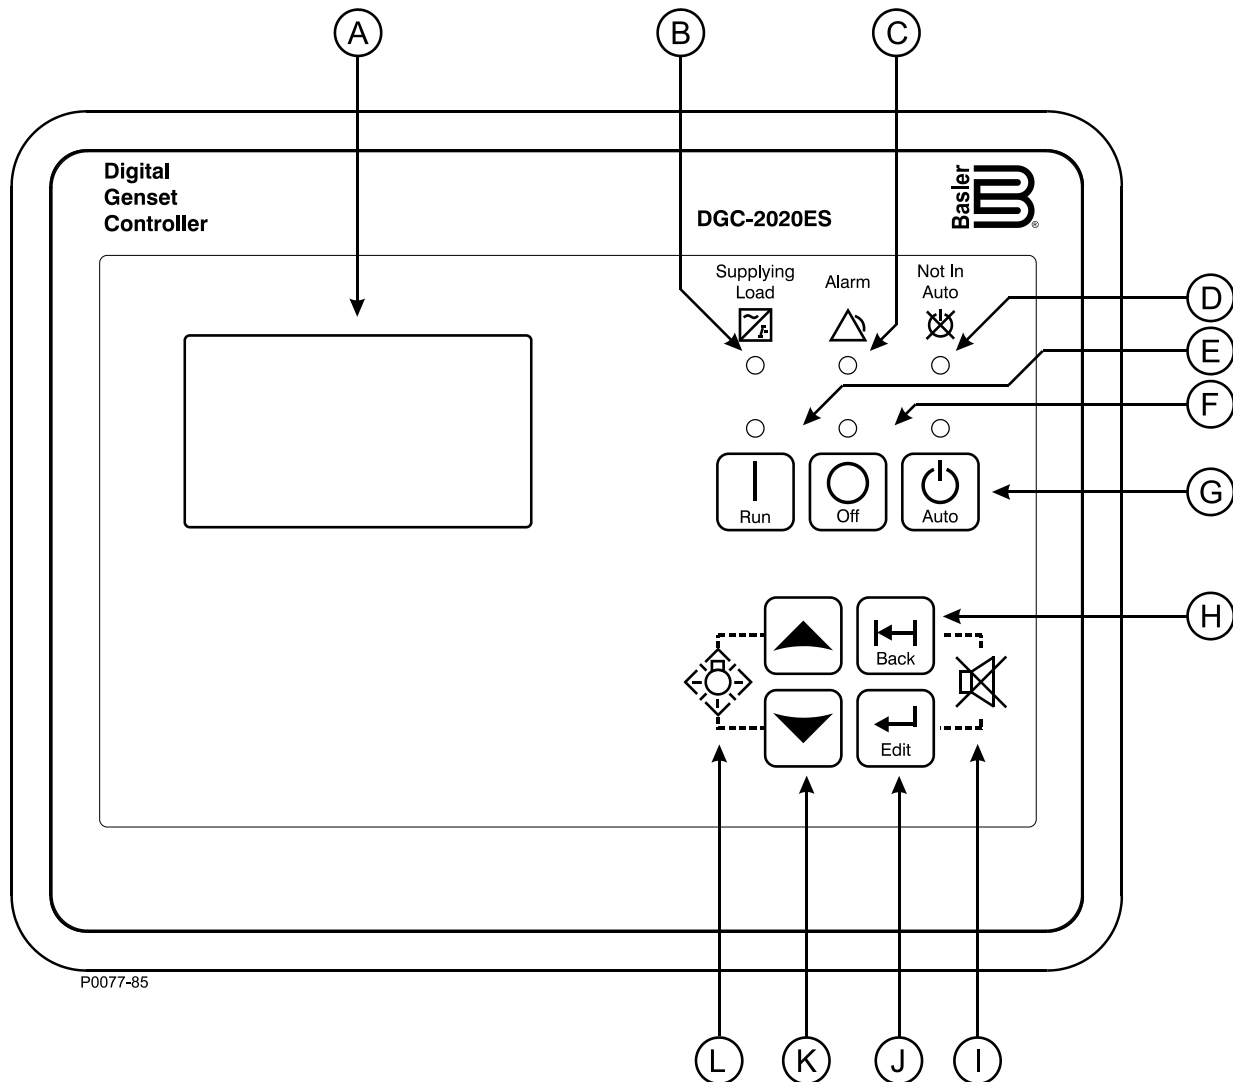 A
B
C
Digital
Genset
Controller
DGC-2020ES
Basler
B
®
Supplying
Load
Alarm
Not In
Auto
D
E
F
G
Run
Off
Auto
H
Back
Edit
P0077-85
L
K
J
I